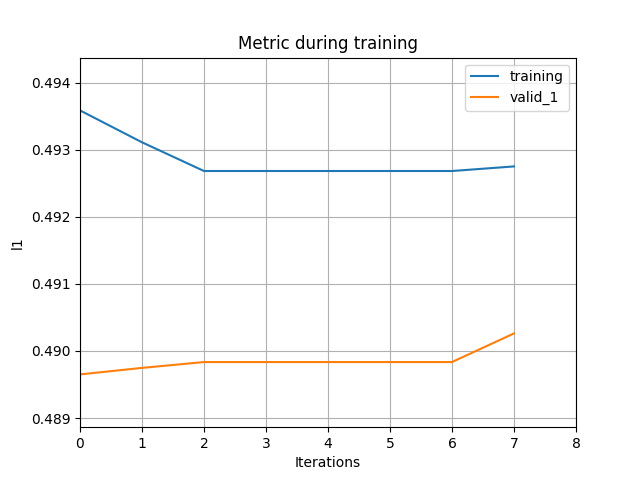 Metric during training
training
valid_1
0.494
0.493
0.492
0.491
0.490
0.489
l1
0 1 2 3 4 5 6 7 8
Iterations